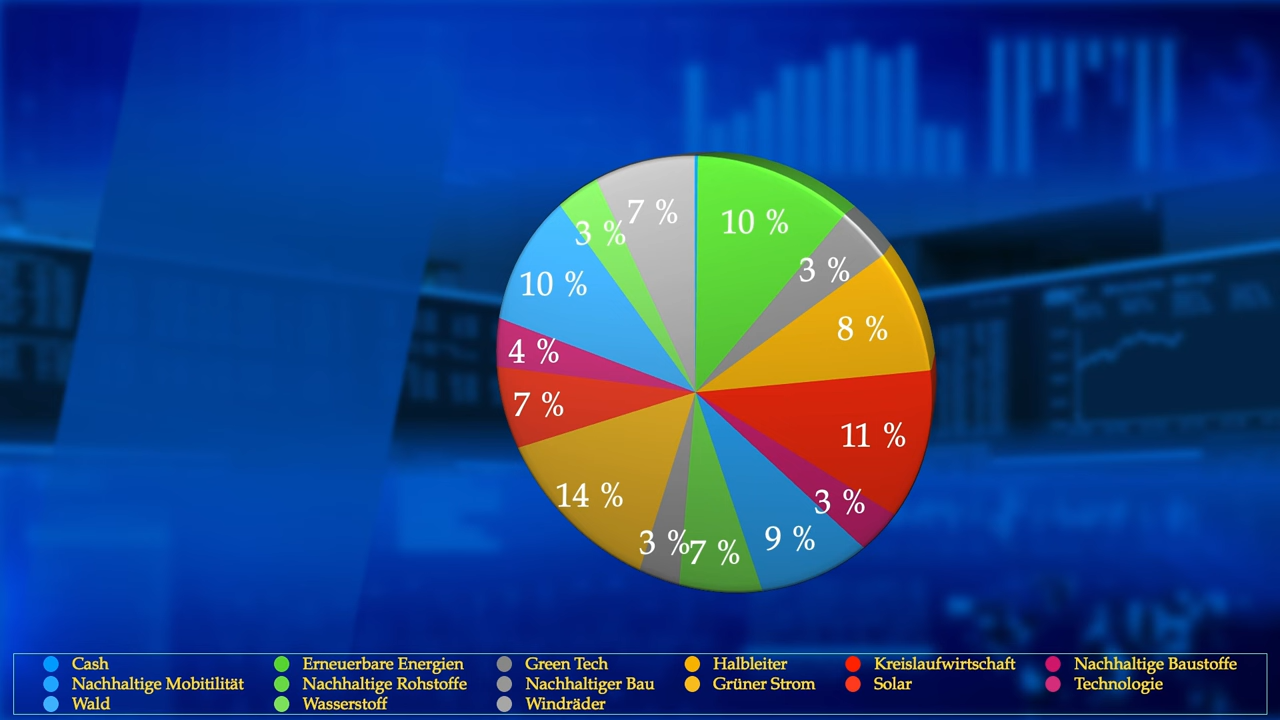 7 %
10 %
3 %
3 %
10 %
8 %
4 %
7 %
11 %
14 %
3 %
9 %
3 %
7 %
Cash
Erneuerbare Energien
Green Tech
Halbleiter
Kreislaufwirtschaft
Nachhaltige Baustoffe
Nachhaltige Mobitilität
Nachhaltige Rohstoffe
Nachhaltiger Bau
Grüner Strom
Solar
Technologie
Wald
Wasserstoff
Windräder